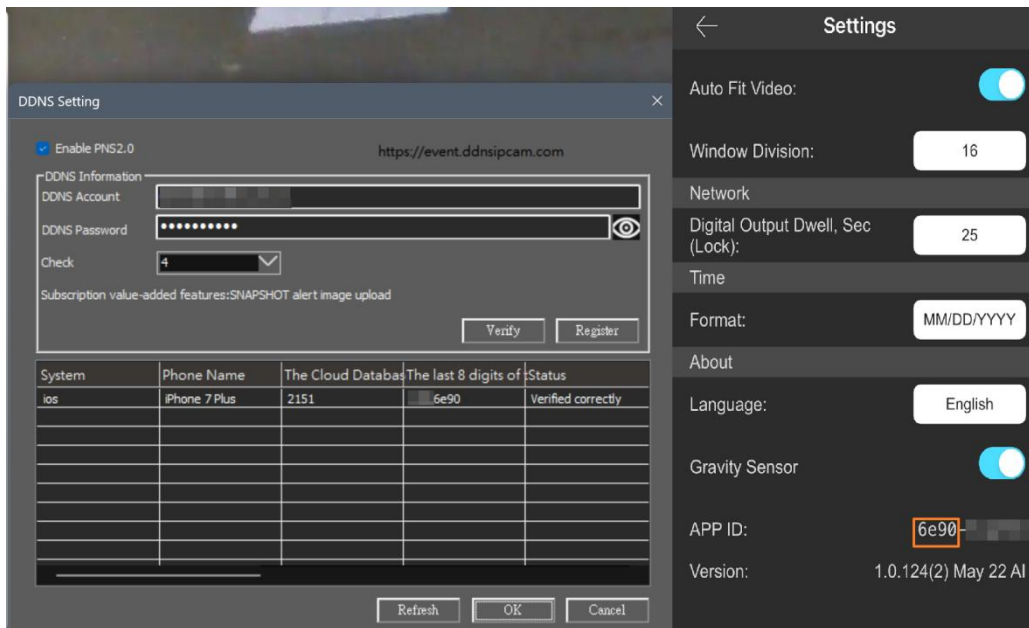 DDNS Setting
Enable PNS2.0
https://event.ddnsipcam.com
DDNS Information
DDNS Account
DDNS Password
••••••••••
Check
4
Subscription value-added features:SNAPSHOT alert image upload
Verify
Register
System Phone Name The Cloud Databas The last 8 digits of t Status
ios iPhone 7 Plus 2151 6e90 Verified correctly
Refresh
OK
Cancel
Settings
Auto Fit Video:
Window Division: 16
Network
Digital Output Dwell, Sec
(Lock): 25
Time
Format: MM/DD/YYYY
About
Language: English
Gravity Sensor
APP ID: 6e90-
Version: 1.0.124(2) May 22 AI